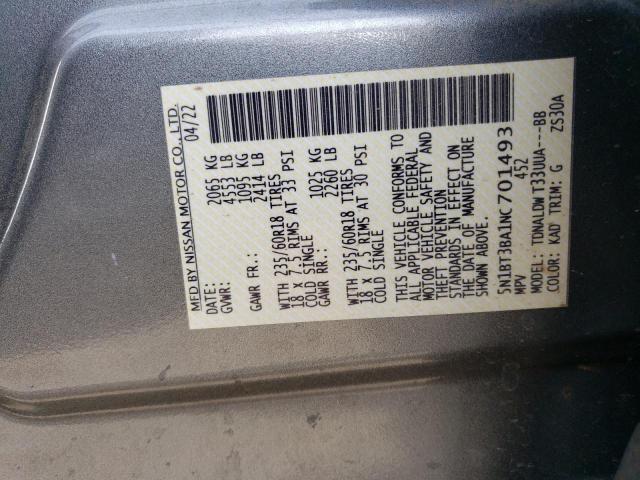 MFD BY NISSAN MOTOR CO., LTD.
DATE: 04/22
GVWR: 2065 KG
4553 LB
GAWR FR.: 1095 KG
2414 LB
WITH 235/60R18 TIRES
18 X 7.5 RIMS AT 33 PSI
COLD SINGLE
GAWR RR.: 1025 KG
2260 LB
WITH 235/60R18 TIRES
18 X 7.5 RIMS AT 30 PSI
COLD SINGLE
THIS VEHICLE CONFORMS TO
ALL APPLICABLE FEDERAL
MOTOR VEHICLE SAFETY AND
THEFT PREVENTION
STANDARDS IN EFFECT ON
THE DATE OF MANUFACTURE
SHOWN ABOVE.
5N1BT3BA1NC701493
MPV 452
MODEL: TDNALDW T33UUA---BB
COLOR: KAD TRIM: G ZS30A